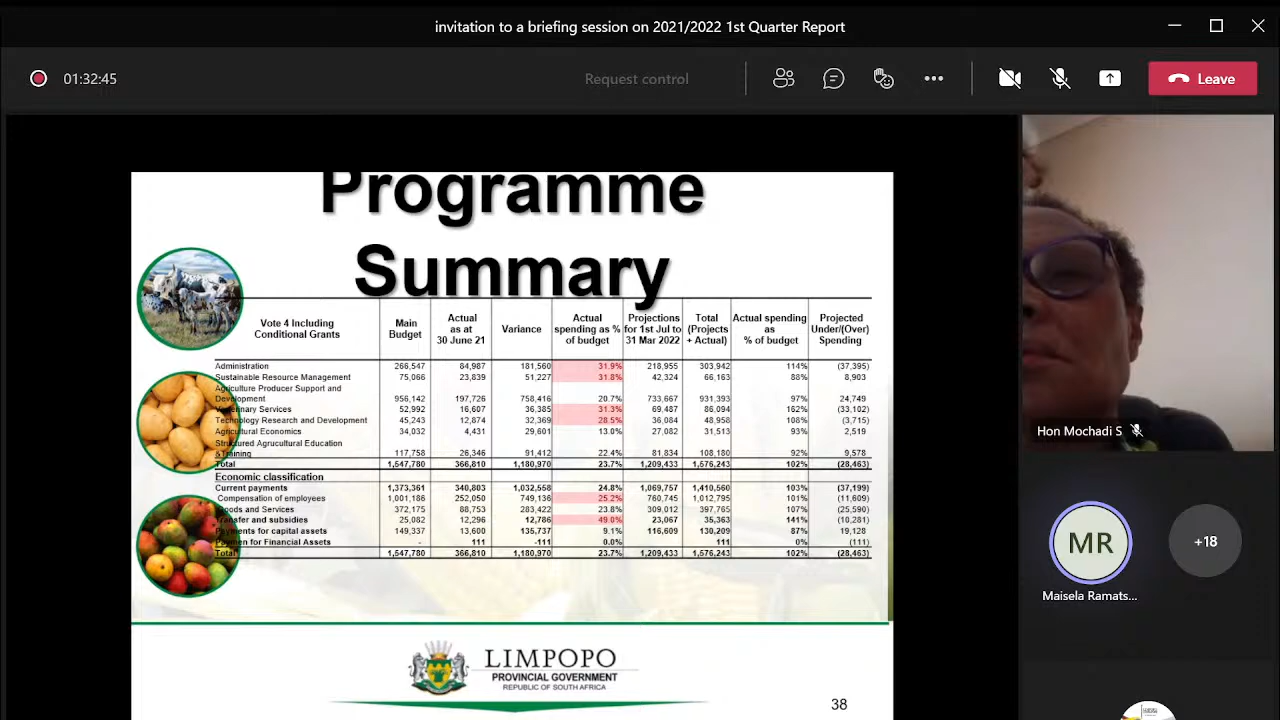 invitation to a briefing session on 2021/2022 1st Quarter Report
01:32:45
Request control
Leave
Programme
Summary
Vote 4 Including Conditional Grants | Main Budget | Actual as at 30 June 21 | Variance | Actual spending as % of budget | Projections for 1st Jul to 31 Mar 2022 | Total (Projects + Actual) | Actual spending as % of budget | Projected Under/(Over) Spending
Administration 266,547 84,987 181,560 31.9% 218,955 303,942 114% (37,395)
Sustainable Resource Management 75,066 23,839 51,227 31.8% 42,324 66,163 88% 8,903
Agriculture Producer Support and
Development 956,142 197,726 758,416 20.7% 733,667 931,393 97% 24,749
Veterinary Services 52,992 16,607 36,385 31.3% 69,487 86,094 162% (33,102)
Technology Research and Development 45,243 12,874 32,369 28.5% 36,084 48,958 108% (3,715)
Agricultural Economics 34,032 4,431 29,601 13.0% 27,082 31,513 93% 2,519
Structured Agrucultural Education
&Training 117,758 26,346 91,412 22.4% 81,834 108,180 92% 9,578
Total 1,547,780 366,810 1,180,970 23.7% 1,209,433 1,576,243 102% (28,463)
Economic classification
Current payments 1,373,361 340,803 1,032,558 24.8% 1,069,757 1,410,560 103% (37,199)
Compensation of employees 1,001,186 252,050 749,136 25.2% 760,745 1,012,795 101% (11,609)
Goods and Services 372,175 88,753 283,422 23.8% 309,012 397,765 107% (25,590)
Transfer and subsidies 25,082 12,296 12,786 49.0% 23,067 35,363 141% (10,281)
Payments for capital assets 149,337 13,600 135,737 9.1% 116,609 130,209 87% 19,128
Paymen for Financial Assets - 111 -111 0.0% 111 0% (111)
Total 1,547,780 366,810 1,180,970 23.7% 1,209,433 1,576,243 102% (28,463)
LIMPOPO
PROVINCIAL GOVERNMENT
REPUBLIC OF SOUTH AFRICA
38
Hon Mochadi S
MR
+18
Maisela Ramats...